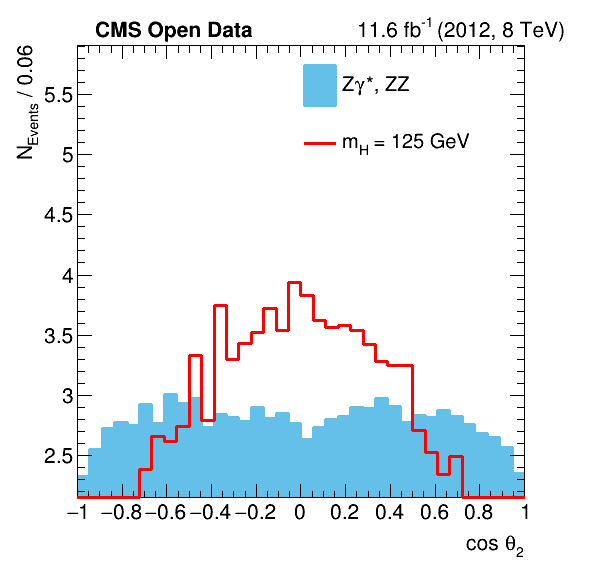 CMS Open Data 11.6 fb⁻¹ (2012, 8 TeV)
N_Events / 0.06
Zγ*, ZZ
m_H = 125 GeV
5.5
5
4.5
4
3.5
3
2.5
−1 −0.8 −0.6 −0.4 −0.2 0 0.2 0.4 0.6 0.8 1
cos θ₂